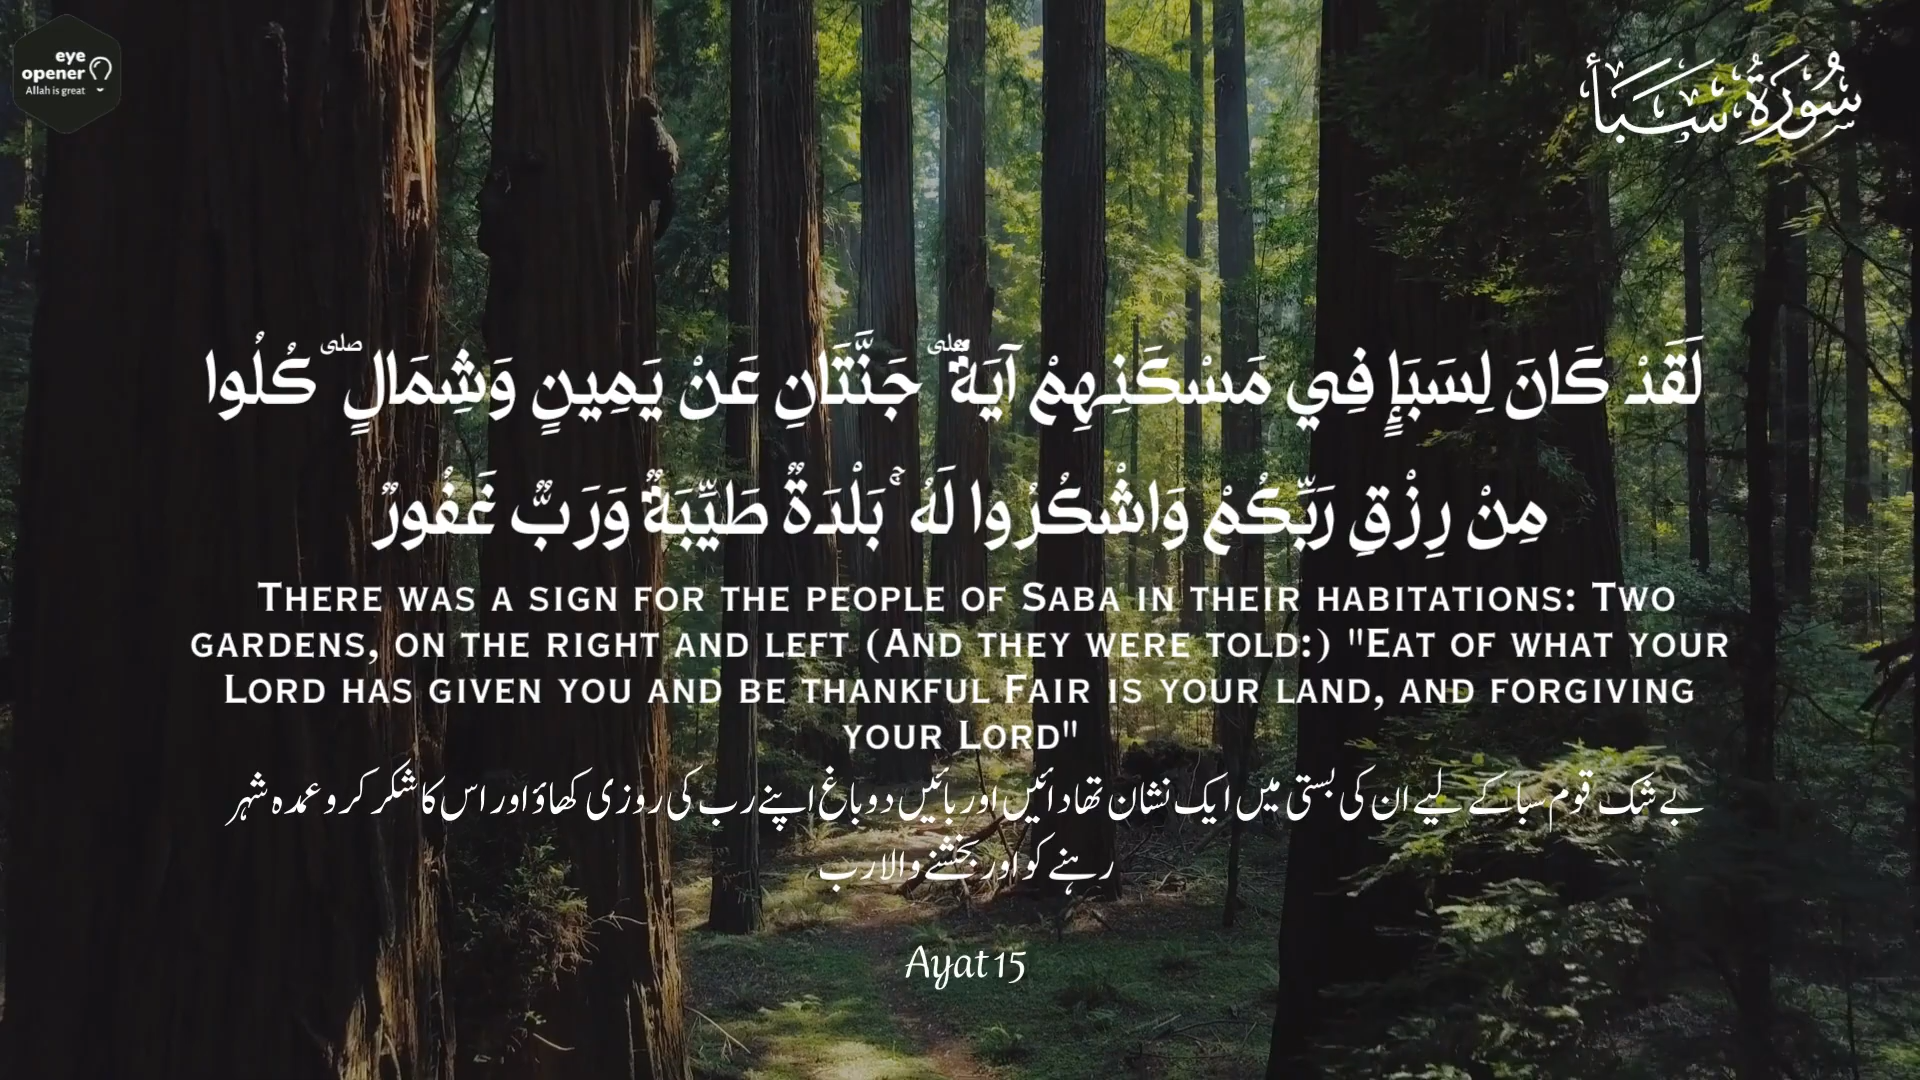 eye
opener
Allah is great
سُورَةُ سَبَأ
لَقَدْ كَانَ لِسَبَإٍ فِي مَسْكَنِهِمْ آيَةٌ ۖ جَنَّتَانِ عَنْ يَمِينٍ وَشِمَالٍ ۖ كُلُوا
مِنْ رِزْقِ رَبِّكُمْ وَاشْكُرُوا لَهُ ۚ بَلْدَةٌ طَيِّبَةٌ وَرَبٌّ غَفُورٌ
There was a sign for the people of Saba in their habitations: Two
gardens, on the right and left (And they were told:) "Eat of what your
Lord has given you and be thankful Fair is your land, and forgiving
your Lord"
بے شک قوم سبا کے لیے ان کی بستی میں ایک نشان تھا دائیں اور بائیں دو باغ اپنے رب کی روزی کھاؤ اور اس کا شکر کرو عمدہ شہر
رہنے کو اور بخشنے والا رب
Ayat 15